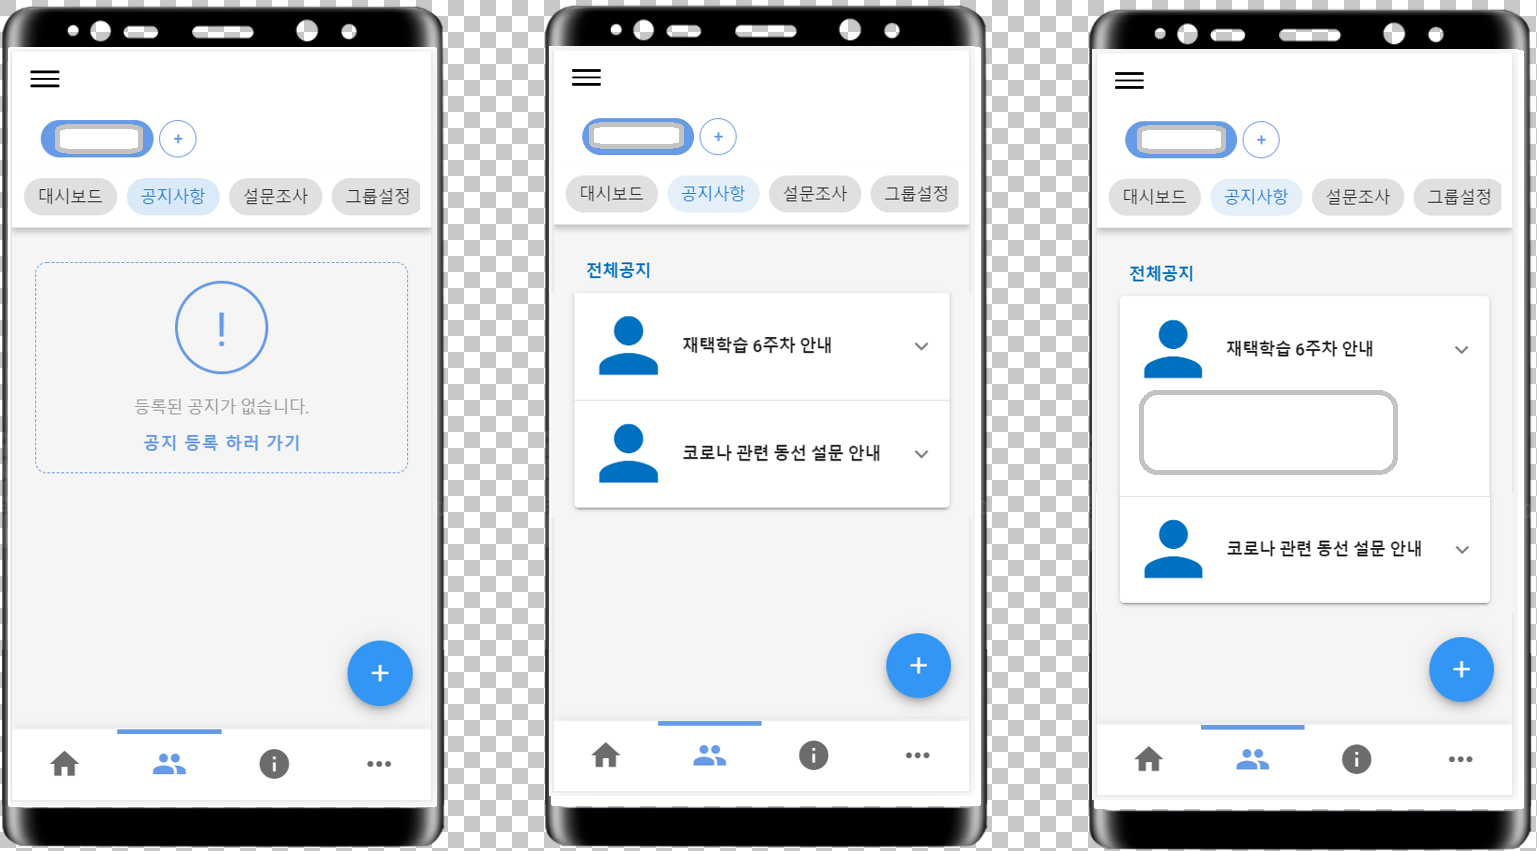 +
대시보드 공지사항 설문조사 그룹설정
!
등록된 공지가 없습니다.
공지 등록 하러 가기
+
+
대시보드 공지사항 설문조사 그룹설정
전체공지
재택학습 6주차 안내
코로나 관련 동선 설문 안내
+
+
대시보드 공지사항 설문조사 그룹설정
전체공지
재택학습 6주차 안내
코로나 관련 동선 설문 안내
+